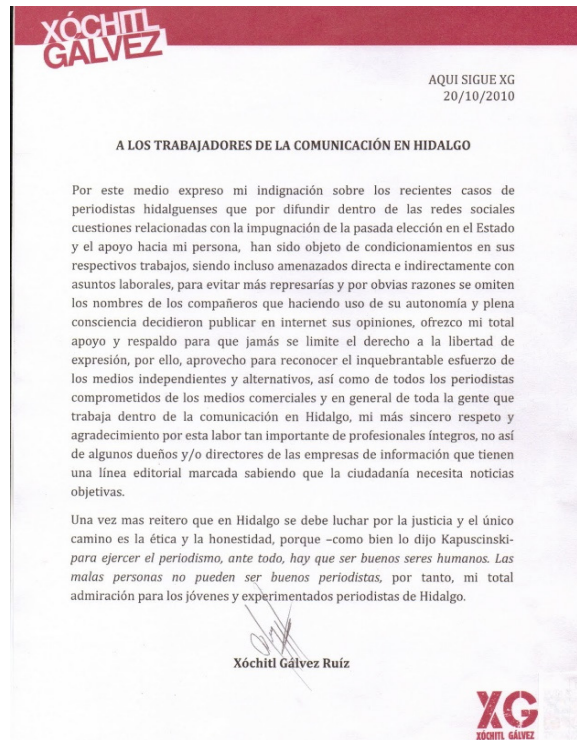 XÓCHITL
GÁLVEZ
AQUI SIGUE XG
20/10/2010
A LOS TRABAJADORES DE LA COMUNICACIÓN EN HIDALGO
Por este medio expreso mi indignación sobre los recientes casos de
periodistas hidalguenses que por difundir dentro de las redes sociales
cuestiones relacionadas con la impugnación de la pasada elección en el Estado
y el apoyo hacia mi persona, han sido objeto de condicionamientos en sus
respectivos trabajos, siendo incluso amenazados directa e indirectamente con
asuntos laborales, para evitar más represarías y por obvias razones se omiten
los nombres de los compañeros que haciendo uso de su autonomía y plena
consciencia decidieron publicar en internet sus opiniones, ofrezco mi total
apoyo y respaldo para que jamás se limite el derecho a la libertad de
expresión, por ello, aprovecho para reconocer el inquebrantable esfuerzo de
los medios independientes y alternativos, así como de todos los periodistas
comprometidos de los medios comerciales y en general de toda la gente que
trabaja dentro de la comunicación en Hidalgo, mi más sincero respeto y
agradecimiento por esta labor tan importante de profesionales íntegros, no así
de algunos dueños y/o directores de las empresas de información que tienen
una línea editorial marcada sabiendo que la ciudadanía necesita noticias
objetivas.
Una vez mas reitero que en Hidalgo se debe luchar por la justicia y el único
camino es la ética y la honestidad, porque –como bien lo dijo Kapuscinski-
para ejercer el periodismo, ante todo, hay que ser buenos seres humanos. Las
malas personas no pueden ser buenos periodistas, por tanto, mi total
admiración para los jóvenes y experimentados periodistas de Hidalgo.
Xóchitl Gálvez Ruíz
XG
XÓCHITL GÁLVEZ